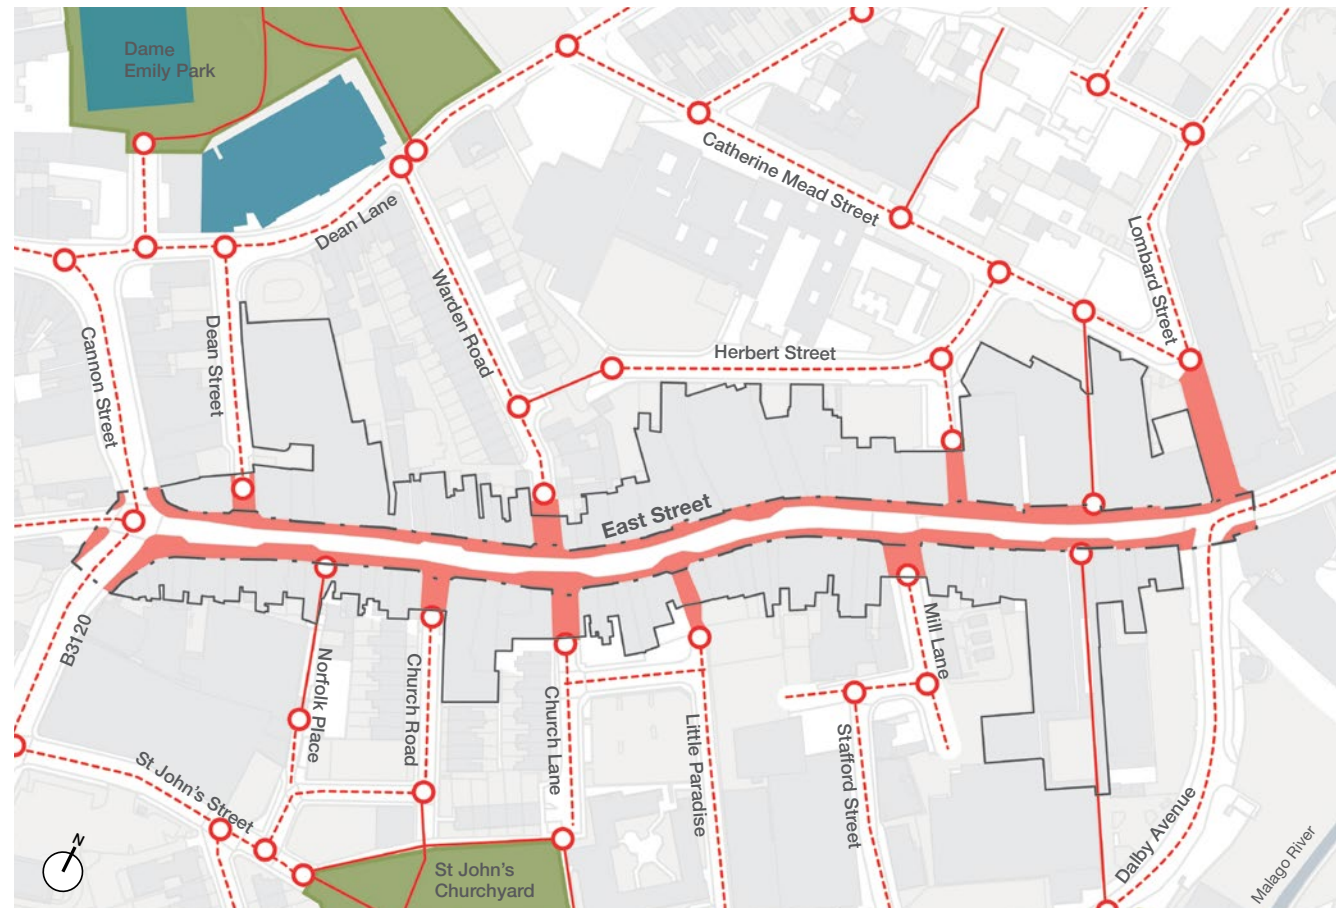 Dame
Emily Park
Catherine Mead Street
Dean Lane
Lombard Street
Warden Road
Dean Street
Cannon Street
Herbert Street
East Street
B3120
Norfolk Place
Church Road
Church Lane
Little Paradise
Mill Lane
Stafford Street
St John's Street
Dalby Avenue
Malago River
N
St John's
Churchyard